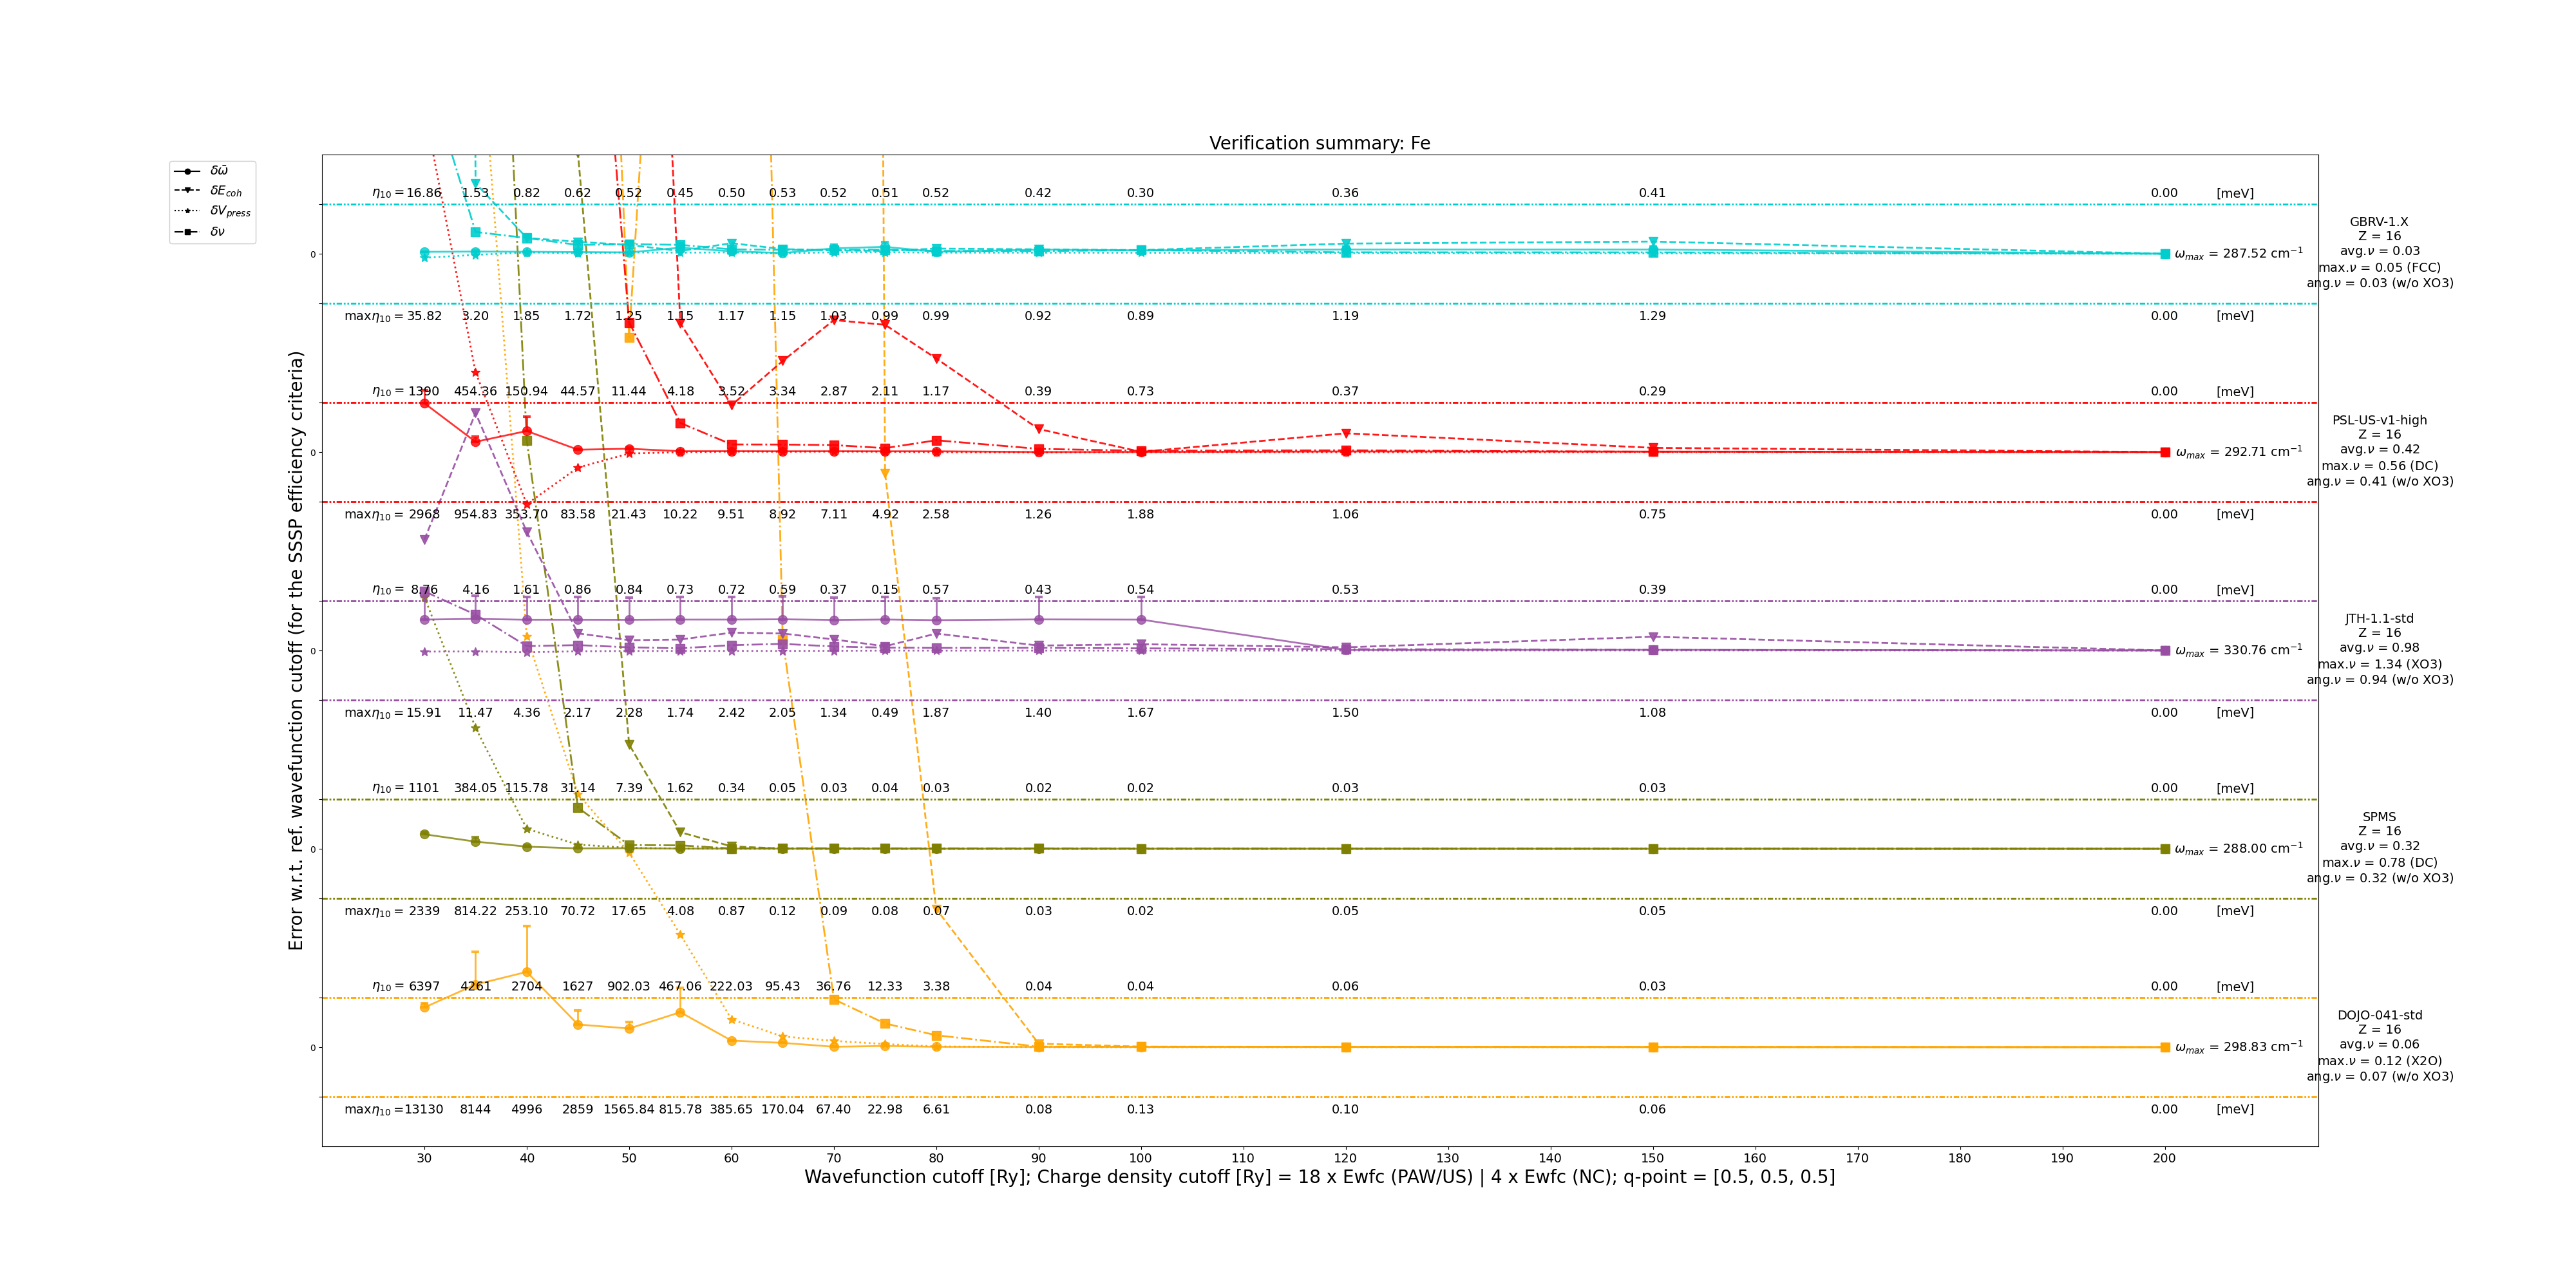 Verification summary: Fe
δω̄
δE_coh
δV_press
δν
Error w.r.t. ref. wavefunction cutoff (for the SSSP efficiency criteria)
η₁₀ = 16.86 1.53 0.82 0.62 0.52 0.45 0.50 0.53 0.52 0.51 0.52 0.42 0.30 0.36 0.41 0.00 [meV]
0
ω_max = 287.52 cm⁻¹
GBRV-1.X
Z = 16
avg.ν = 0.03
max.ν = 0.05 (FCC)
ang.ν = 0.03 (w/o XO3)
maxη₁₀ = 35.82 3.20 1.85 1.72 1.25 1.15 1.17 1.15 1.03 0.99 0.99 0.92 0.89 1.19 1.29 0.00 [meV]
η₁₀ = 1390 454.36 150.94 44.57 11.44 4.18 3.52 3.34 2.87 2.11 1.17 0.39 0.73 0.37 0.29 0.00 [meV]
0
ω_max = 292.71 cm⁻¹
PSL-US-v1-high
Z = 16
avg.ν = 0.42
max.ν = 0.56 (DC)
ang.ν = 0.41 (w/o XO3)
maxη₁₀ = 2968 954.83 353.70 83.58 21.43 10.22 9.51 8.92 7.11 4.92 2.58 1.26 1.88 1.06 0.75 0.00 [meV]
η₁₀ = 8.76 4.16 1.61 0.86 0.84 0.73 0.72 0.59 0.37 0.15 0.57 0.43 0.54 0.53 0.39 0.00 [meV]
0
ω_max = 330.76 cm⁻¹
JTH-1.1-std
Z = 16
avg.ν = 0.98
max.ν = 1.34 (XO3)
ang.ν = 0.94 (w/o XO3)
maxη₁₀ = 15.91 11.47 4.36 2.17 2.28 1.74 2.42 2.05 1.34 0.49 1.87 1.40 1.67 1.50 1.08 0.00 [meV]
η₁₀ = 1101 384.05 115.78 31.14 7.39 1.62 0.34 0.05 0.03 0.04 0.03 0.02 0.02 0.03 0.03 0.00 [meV]
0
ω_max = 288.00 cm⁻¹
SPMS
Z = 16
avg.ν = 0.32
max.ν = 0.78 (DC)
ang.ν = 0.32 (w/o XO3)
maxη₁₀ = 2339 814.22 253.10 70.72 17.65 4.08 0.87 0.12 0.09 0.08 0.07 0.03 0.02 0.05 0.05 0.00 [meV]
η₁₀ = 6397 4261 2704 1627 902.03 467.06 222.03 95.43 36.76 12.33 3.38 0.04 0.04 0.06 0.03 0.00 [meV]
0
ω_max = 298.83 cm⁻¹
DOJO-041-std
Z = 16
avg.ν = 0.06
max.ν = 0.12 (X2O)
ang.ν = 0.07 (w/o XO3)
maxη₁₀ = 13130 8144 4996 2859 1565.84 815.78 385.65 170.04 67.40 22.98 6.61 0.08 0.13 0.10 0.06 0.00 [meV]
30 40 50 60 70 80 90 100 110 120 130 140 150 160 170 180 190 200
Wavefunction cutoff [Ry]; Charge density cutoff [Ry] = 18 x Ewfc (PAW/US) | 4 x Ewfc (NC); q-point = [0.5, 0.5, 0.5]